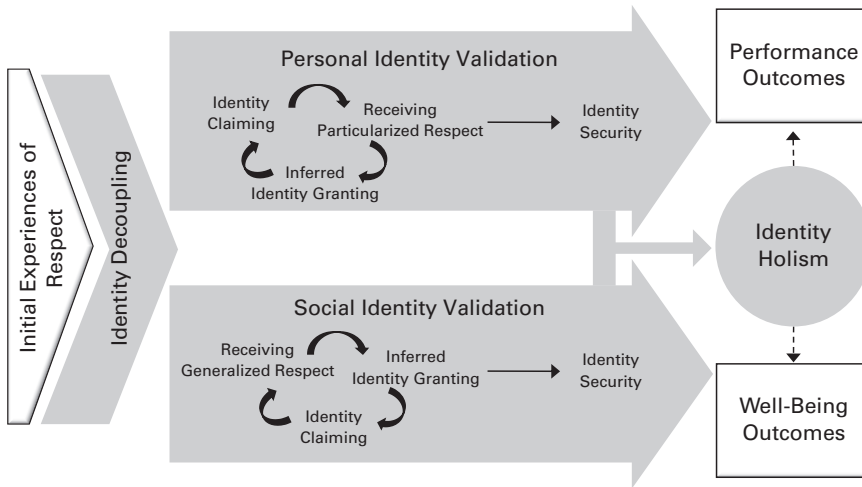 Initial Experiences of
Respect
Identity Decoupling
Personal Identity Validation
Identity
Claiming
Receiving
Particularized Respect
Inferred
Identity Granting
Identity
Security
Social Identity Validation
Receiving
Generalized Respect
Inferred
Identity Granting
Identity
Claiming
Identity
Security
Performance
Outcomes
Identity
Holism
Well-Being
Outcomes